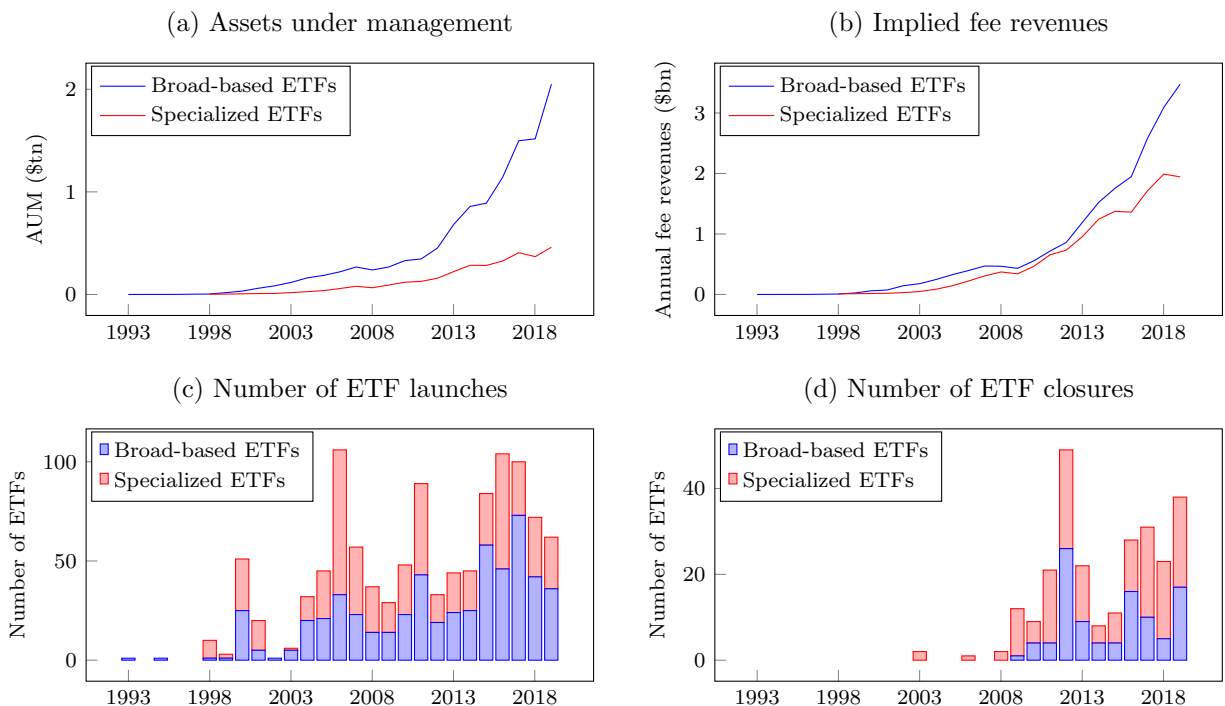 (a) Assets under management
AUM ($tn)
2
1
0
Broad-based ETFs
Specialized ETFs
1993 1998 2003 2008 2013 2018
(b) Implied fee revenues
Annual fee revenues ($bn)
3
2
1
0
Broad-based ETFs
Specialized ETFs
1993 1998 2003 2008 2013 2018
(c) Number of ETF launches
Number of ETFs
100
50
0
Broad-based ETFs
Specialized ETFs
1993 1998 2003 2008 2013 2018
(d) Number of ETF closures
Number of ETFs
40
20
0
Broad-based ETFs
Specialized ETFs
1993 1998 2003 2008 2013 2018